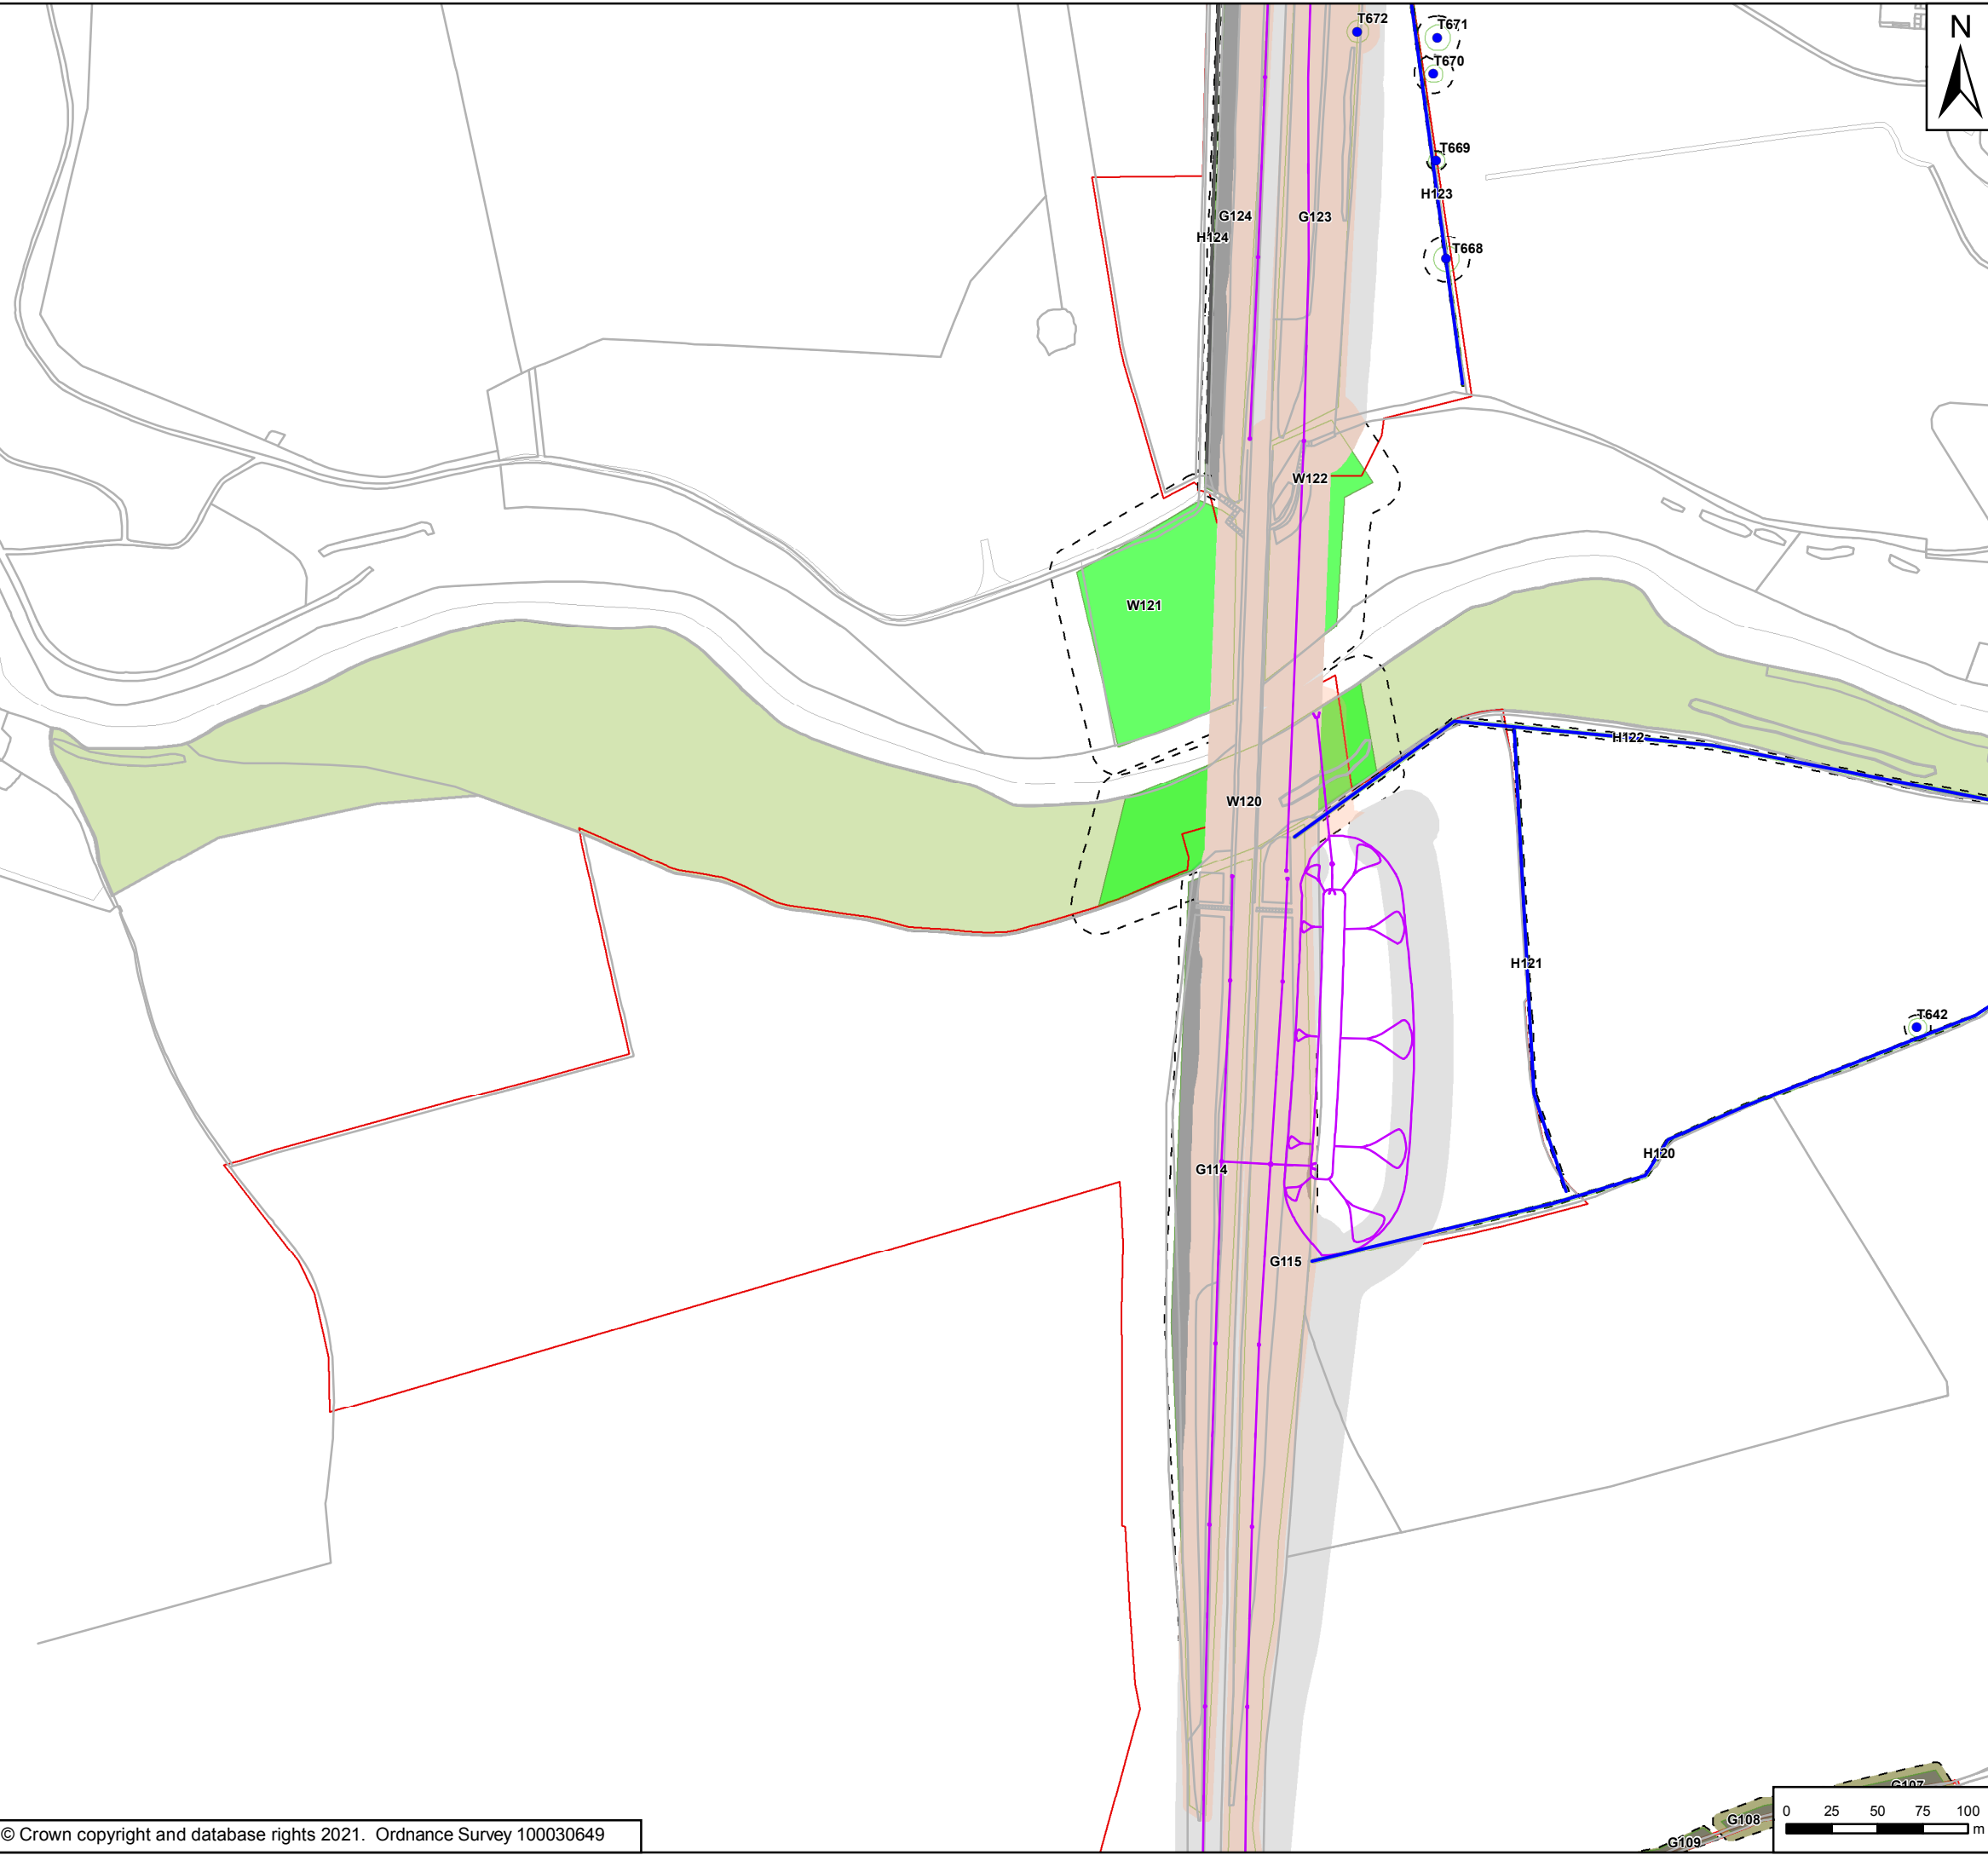 T672
T671
N
T670
T669
H123
G124
G123
H124
T668
W122
W121
H122
W120
H121
T642
H120
G114
G115
G107
G108
G109
0 25 50 75 100
m
© Crown copyright and database rights 2021. Ordnance Survey 100030649